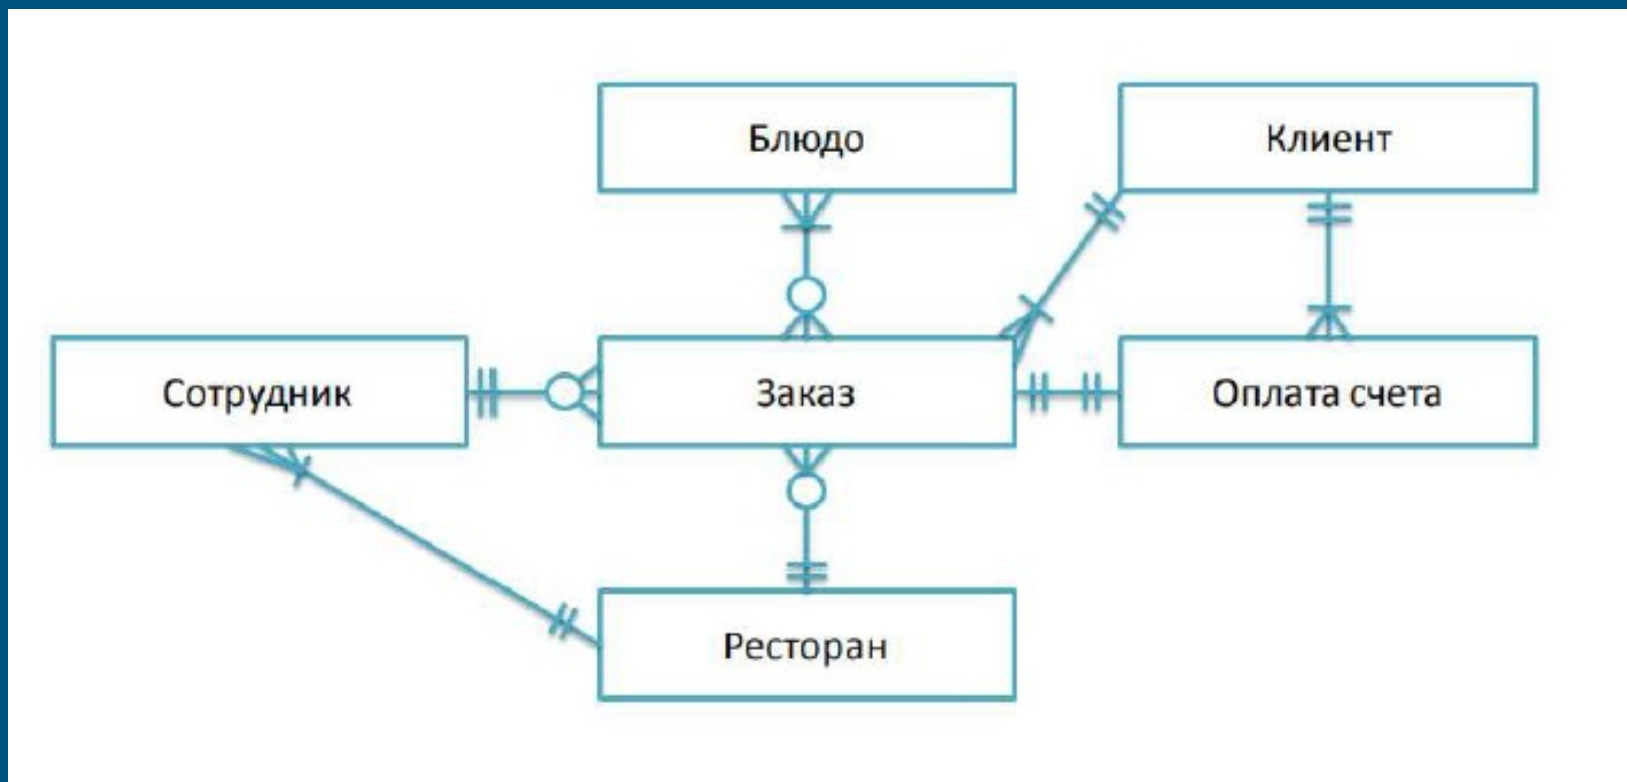 Блюдо
Клиент
Сотрудник
Заказ
Оплата счета
Ресторан